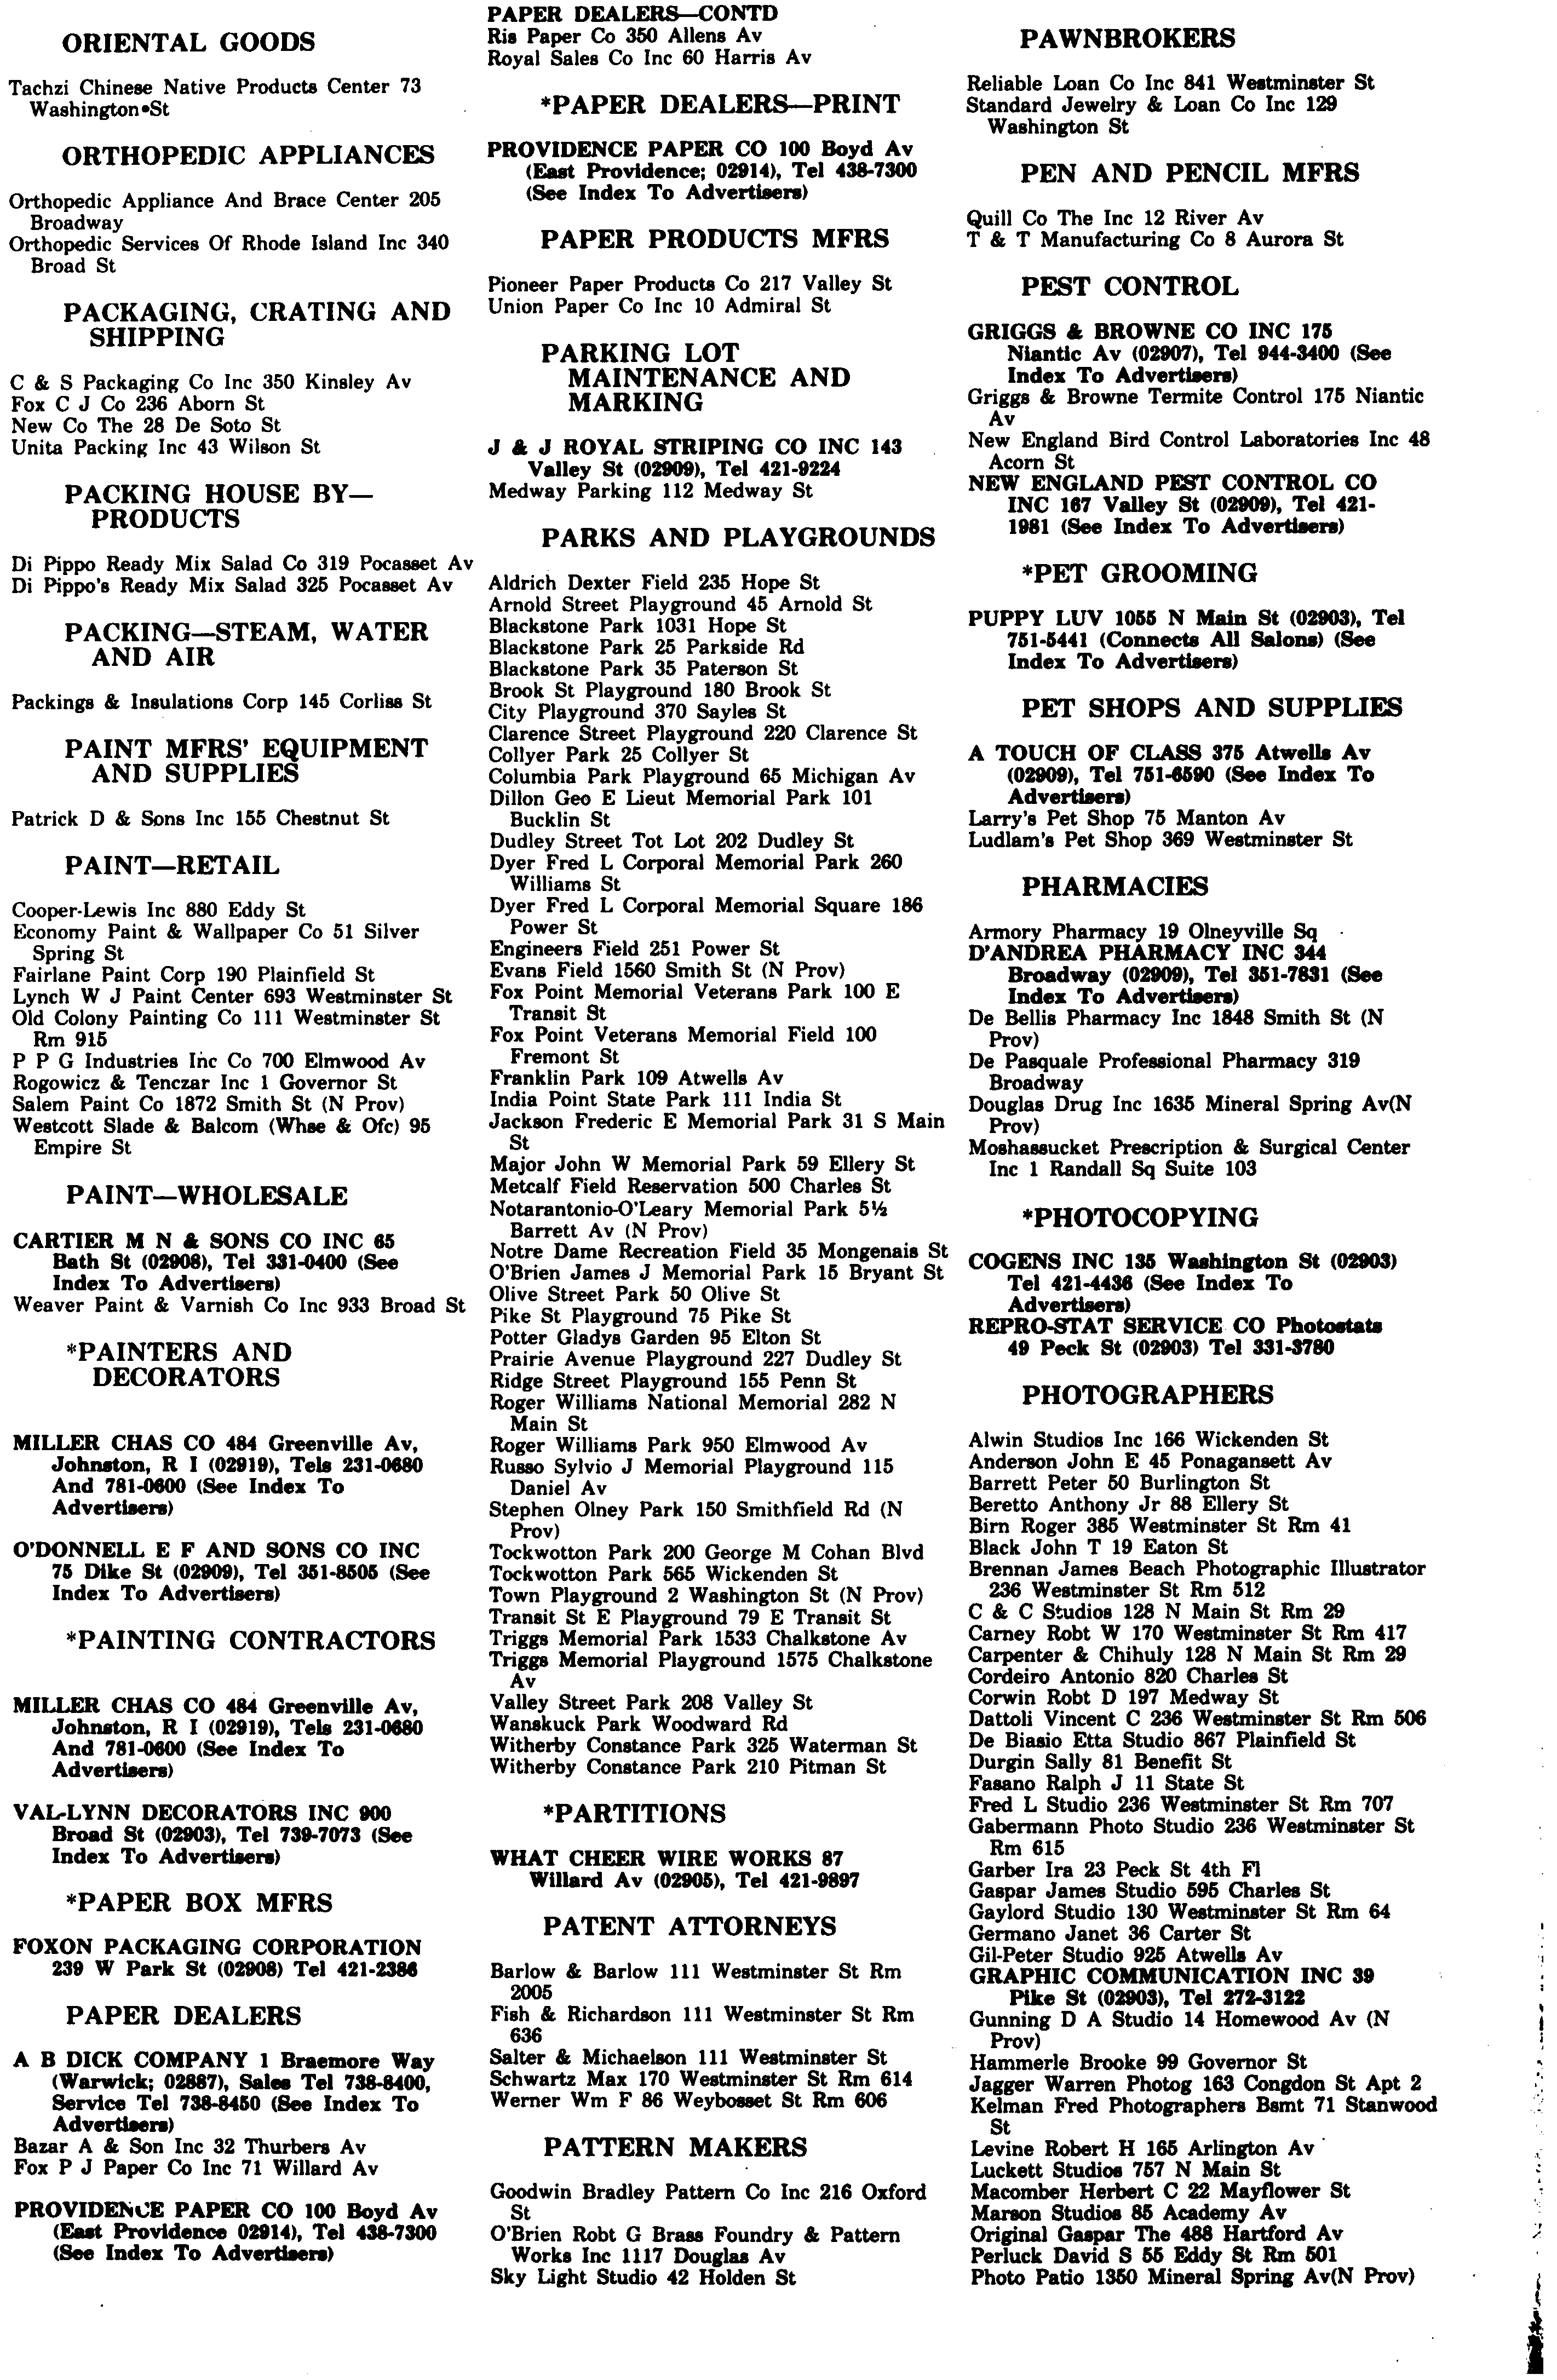 ORIENTAL GOODS
Tachzi Chinese Native Products Center 73
Washington•St
ORTHOPEDIC APPLIANCES
Orthopedic Appliance And Brace Center 205
Broadway
Orthopedic Services Of Rhode Island Inc 340
Broad St
PACKAGING, CRATING AND
SHIPPING
C & S Packaging Co Inc 350 Kinsley Av
Fox C J Co 236 Aborn St
New Co The 28 De Soto St
Unita Packing Inc 43 Wilson St
PACKING HOUSE BY—
PRODUCTS
Di Pippo Ready Mix Salad Co 319 Pocasset Av
Di Pippo's Ready Mix Salad 325 Pocasset Av
PACKING—STEAM, WATER
AND AIR
Packings & Insulations Corp 145 Corliss St
PAINT MFRS' EQUIPMENT
AND SUPPLIES
Patrick D & Sons Inc 155 Chestnut St
PAINT—RETAIL
Cooper-Lewis Inc 880 Eddy St
Economy Paint & Wallpaper Co 51 Silver
Spring St
Fairlane Paint Corp 190 Plainfield St
Lynch W J Paint Center 693 Westminster St
Old Colony Painting Co 111 Westminster St
Rm 915
P P G Industries Inc Co 700 Elmwood Av
Rogowicz & Tenczar Inc 1 Governor St
Salem Paint Co 1872 Smith St (N Prov)
Westcott Slade & Balcom (Whse & Ofc) 95
Empire St
PAINT—WHOLESALE
CARTIER M N & SONS CO INC 65
Bath St (02908), Tel 331-0400 (See
Index To Advertisers)
Weaver Paint & Varnish Co Inc 933 Broad St
*PAINTERS AND
DECORATORS
MILLER CHAS CO 484 Greenville Av,
Johnston, R I (02919), Tels 231-0680
And 781-0600 (See Index To
Advertisers)
O'DONNELL E F AND SONS CO INC
75 Dike St (02909), Tel 351-8505 (See
Index To Advertisers)
*PAINTING CONTRACTORS
MILLER CHAS CO 484 Greenville Av,
Johnston, R I (02919), Tels 231-0680
And 781-0600 (See Index To
Advertisers)
VAL-LYNN DECORATORS INC 900
Broad St (02903), Tel 739-7073 (See
Index To Advertisers)
*PAPER BOX MFRS
FOXON PACKAGING CORPORATION
239 W Park St (02908) Tel 421-2386
PAPER DEALERS
A B DICK COMPANY 1 Braemore Way
(Warwick; 02887), Sales Tel 738-8400,
Service Tel 738-8450 (See Index To
Advertisers)
Bazar A & Son Inc 32 Thurbers Av
Fox P J Paper Co Inc 71 Willard Av
PROVIDENCE PAPER CO 100 Boyd Av
(East Providence 02914), Tel 438-7300
(See Index To Advertisers)
PAPER DEALERS—CONTD
Ris Paper Co 350 Allens Av
Royal Sales Co Inc 60 Harris Av
*PAPER DEALERS—PRINT
PROVIDENCE PAPER CO 100 Boyd Av
(East Providence; 02914), Tel 438-7300
(See Index To Advertisers)
PAPER PRODUCTS MFRS
Pioneer Paper Products Co 217 Valley St
Union Paper Co Inc 10 Admiral St
PARKING LOT
MAINTENANCE AND
MARKING
J & J ROYAL STRIPING CO INC 143
Valley St (02909), Tel 421-9224
Medway Parking 112 Medway St
PARKS AND PLAYGROUNDS
Aldrich Dexter Field 235 Hope St
Arnold Street Playground 45 Arnold St
Blackstone Park 1031 Hope St
Blackstone Park 25 Parkside Rd
Blackstone Park 35 Paterson St
Brook St Playground 180 Brook St
City Playground 370 Sayles St
Clarence Street Playground 220 Clarence St
Collyer Park 25 Collyer St
Columbia Park Playground 65 Michigan Av
Dillon Geo E Lieut Memorial Park 101
Bucklin St
Dudley Street Tot Lot 202 Dudley St
Dyer Fred L Corporal Memorial Park 260
Williams St
Dyer Fred L Corporal Memorial Square 186
Power St
Engineers Field 251 Power St
Evans Field 1560 Smith St (N Prov)
Fox Point Memorial Veterans Park 100 E
Transit St
Fox Point Veterans Memorial Field 100
Fremont St
Franklin Park 109 Atwells Av
India Point State Park 111 India St
Jackson Frederic E Memorial Park 31 S Main
St
Major John W Memorial Park 59 Ellery St
Metcalf Field Reservation 500 Charles St
Notarantonio-O'Leary Memorial Park 5½
Barrett Av (N Prov)
Notre Dame Recreation Field 35 Mongenais St
O'Brien James J Memorial Park 15 Bryant St
Olive Street Park 50 Olive St
Pike St Playground 75 Pike St
Potter Gladys Garden 95 Elton St
Prairie Avenue Playground 227 Dudley St
Ridge Street Playground 155 Penn St
Roger Williams National Memorial 282 N
Main St
Roger Williams Park 950 Elmwood Av
Russo Sylvio J Memorial Playground 115
Daniel Av
Stephen Olney Park 150 Smithfield Rd (N
Prov)
Tockwotton Park 200 George M Cohan Blvd
Tockwotton Park 565 Wickenden St
Town Playground 2 Washington St (N Prov)
Transit St E Playground 79 E Transit St
Triggs Memorial Park 1533 Chalkstone Av
Triggs Memorial Playground 1575 Chalkstone
Av
Valley Street Park 208 Valley St
Wanskuck Park Woodward Rd
Witherby Constance Park 325 Waterman St
Witherby Constance Park 210 Pitman St
*PARTITIONS
WHAT CHEER WIRE WORKS 87
Willard Av (02905), Tel 421-9897
PATENT ATTORNEYS
Barlow & Barlow 111 Westminster St Rm
2005
Fish & Richardson 111 Westminster St Rm
636
Salter & Michaelson 111 Westminster St
Schwartz Max 170 Westminster St Rm 614
Werner Wm F 86 Weybosset St Rm 606
PATTERN MAKERS
Goodwin Bradley Pattern Co Inc 216 Oxford
St
O'Brien Robt G Brass Foundry & Pattern
Works Inc 1117 Douglas Av
Sky Light Studio 42 Holden St
PAWNBROKERS
Reliable Loan Co Inc 841 Westminster St
Standard Jewelry & Loan Co Inc 129
Washington St
PEN AND PENCIL MFRS
Quill Co The Inc 12 River Av
T & T Manufacturing Co 8 Aurora St
PEST CONTROL
GRIGGS & BROWNE CO INC 175
Niantic Av (02907), Tel 944-3400 (See
Index To Advertisers)
Griggs & Browne Termite Control 175 Niantic
Av
New England Bird Control Laboratories Inc 48
Acorn St
NEW ENGLAND PEST CONTROL CO
INC 167 Valley St (02909), Tel 421-
1981 (See Index To Advertisers)
*PET GROOMING
PUPPY LUV 1055 N Main St (02903), Tel
751-5441 (Connects All Salons) (See
Index To Advertisers)
PET SHOPS AND SUPPLIES
A TOUCH OF CLASS 375 Atwells Av
(02909), Tel 751-6590 (See Index To
Advertisers)
Larry's Pet Shop 75 Manton Av
Ludlam's Pet Shop 369 Westminster St
PHARMACIES
Armory Pharmacy 19 Olneyville Sq
D'ANDREA PHARMACY INC 344
Broadway (02909), Tel 351-7831 (See
Index To Advertisers)
De Bellis Pharmacy Inc 1848 Smith St (N
Prov)
De Pasquale Professional Pharmacy 319
Broadway
Douglas Drug Inc 1635 Mineral Spring Av(N
Prov)
Moshassucket Prescription & Surgical Center
Inc 1 Randall Sq Suite 103
*PHOTOCOPYING
COGENS INC 135 Washington St (02903)
Tel 421-4436 (See Index To
Advertisers)
REPRO-STAT SERVICE CO Photostats
49 Peck St (02903) Tel 331-3780
PHOTOGRAPHERS
Alwin Studios Inc 166 Wickenden St
Anderson John E 45 Ponagansett Av
Barrett Peter 50 Burlington St
Beretto Anthony Jr 88 Ellery St
Birn Roger 385 Westminster St Rm 41
Black John T 19 Eaton St
Brennan James Beach Photographic Illustrator
236 Westminster St Rm 512
C & C Studios 128 N Main St Rm 29
Carney Robt W 170 Westminster St Rm 417
Carpenter & Chihuly 128 N Main St Rm 29
Cordeiro Antonio 820 Charles St
Corwin Robt D 197 Medway St
Dattoli Vincent C 236 Westminster St Rm 506
De Biasio Etta Studio 867 Plainfield St
Durgin Sally 81 Benefit St
Fasano Ralph J 11 State St
Fred L Studio 236 Westminster St Rm 707
Gabermann Photo Studio 236 Westminster St
Rm 615
Garber Ira 23 Peck St 4th Fl
Gaspar James Studio 595 Charles St
Gaylord Studio 130 Westminster St Rm 64
Germano Janet 36 Carter St
Gil-Peter Studio 925 Atwells Av
GRAPHIC COMMUNICATION INC 39
Pike St (02903), Tel 272-3122
Gunning D A Studio 14 Homewood Av (N
Prov)
Hammerle Brooke 99 Governor St
Jagger Warren Photog 163 Congdon St Apt 2
Kelman Fred Photographers Bsmt 71 Stanwood
St
Levine Robert H 165 Arlington Av
Luckett Studios 757 N Main St
Macomber Herbert C 22 Mayflower St
Marson Studios 85 Academy Av
Original Gaspar The 488 Hartford Av
Perluck David S 55 Eddy St Rm 501
Photo Patio 1350 Mineral Spring Av(N Prov)